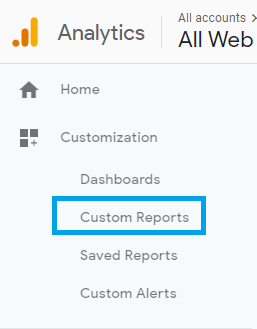 All accounts >
Analytics
All Web
Home
Customization
Dashboards
Custom Reports
Saved Reports
Custom Alerts